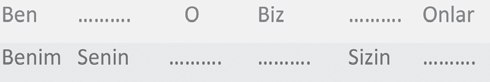 Ben ………. O Biz ………. Onlar
Benim Senin ………. ………. Sizin ……….